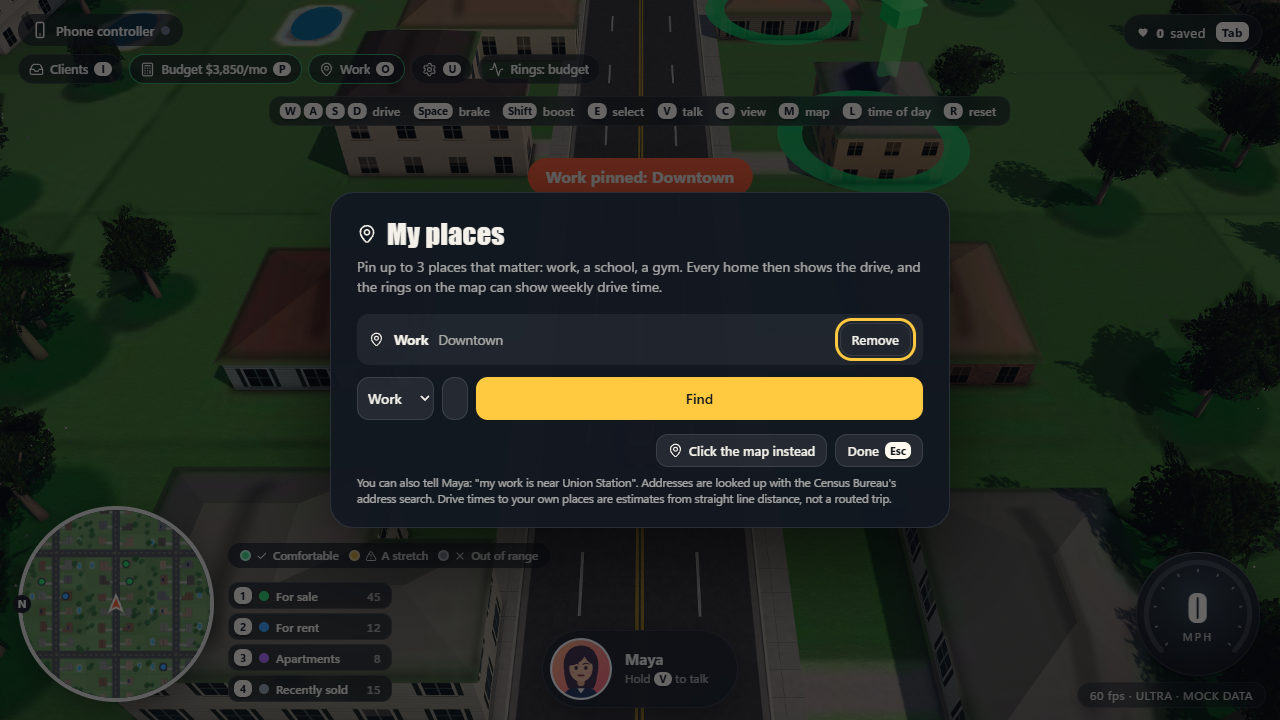 Phone controller
0 saved Tab
Clients I
Budget $3,850/mo P
Work O
U
Rings: budget
W A S D drive Space brake Shift boost E select V talk C view M map L time of day R reset
Work pinned: Downtown
My places
Pin up to 3 places that matter: work, a school, a gym. Every home then shows the drive, and
the rings on the map can show weekly drive time.
Work Downtown Remove
Work Find
Click the map instead Done Esc
You can also tell Maya: "my work is near Union Station". Addresses are looked up with the Census Bureau's
address search. Drive times to your own places are estimates from straight line distance, not a routed trip.
Comfortable A stretch Out of range
N
1 For sale 45
2 For rent 12
3 Apartments 8
4 Recently sold 15
Maya
Hold V to talk
0
MPH
60 fps · ULTRA · MOCK DATA